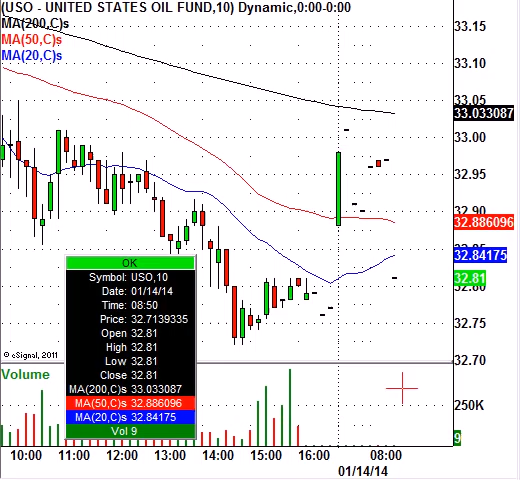 (USO - UNITED STATES OIL FUND,10) Dynamic,0:00-0:00
MA(200,C)s
MA(50,C)s
MA(20,C)s
33.15
33.10
33.05
33.033087
33.00
32.95
32.90
32.886096
32.84175
32.81
32.80
32.75
32.70
OK
Symbol: USO,10
Date: 01/14/14
Time: 08:50
Price: 32.7139335
Open 32.81
High 32.81
Low 32.81
Close 32.81
MA(200,C)s 33.033087
MA(50,C)s 32.886096
MA(20,C)s 32.84175
Vol 9
© eSignal, 2011
Volume
250K
9
10:00 11:00 12:00 13:00 14:00 15:00 16:00 08:00
01/14/14